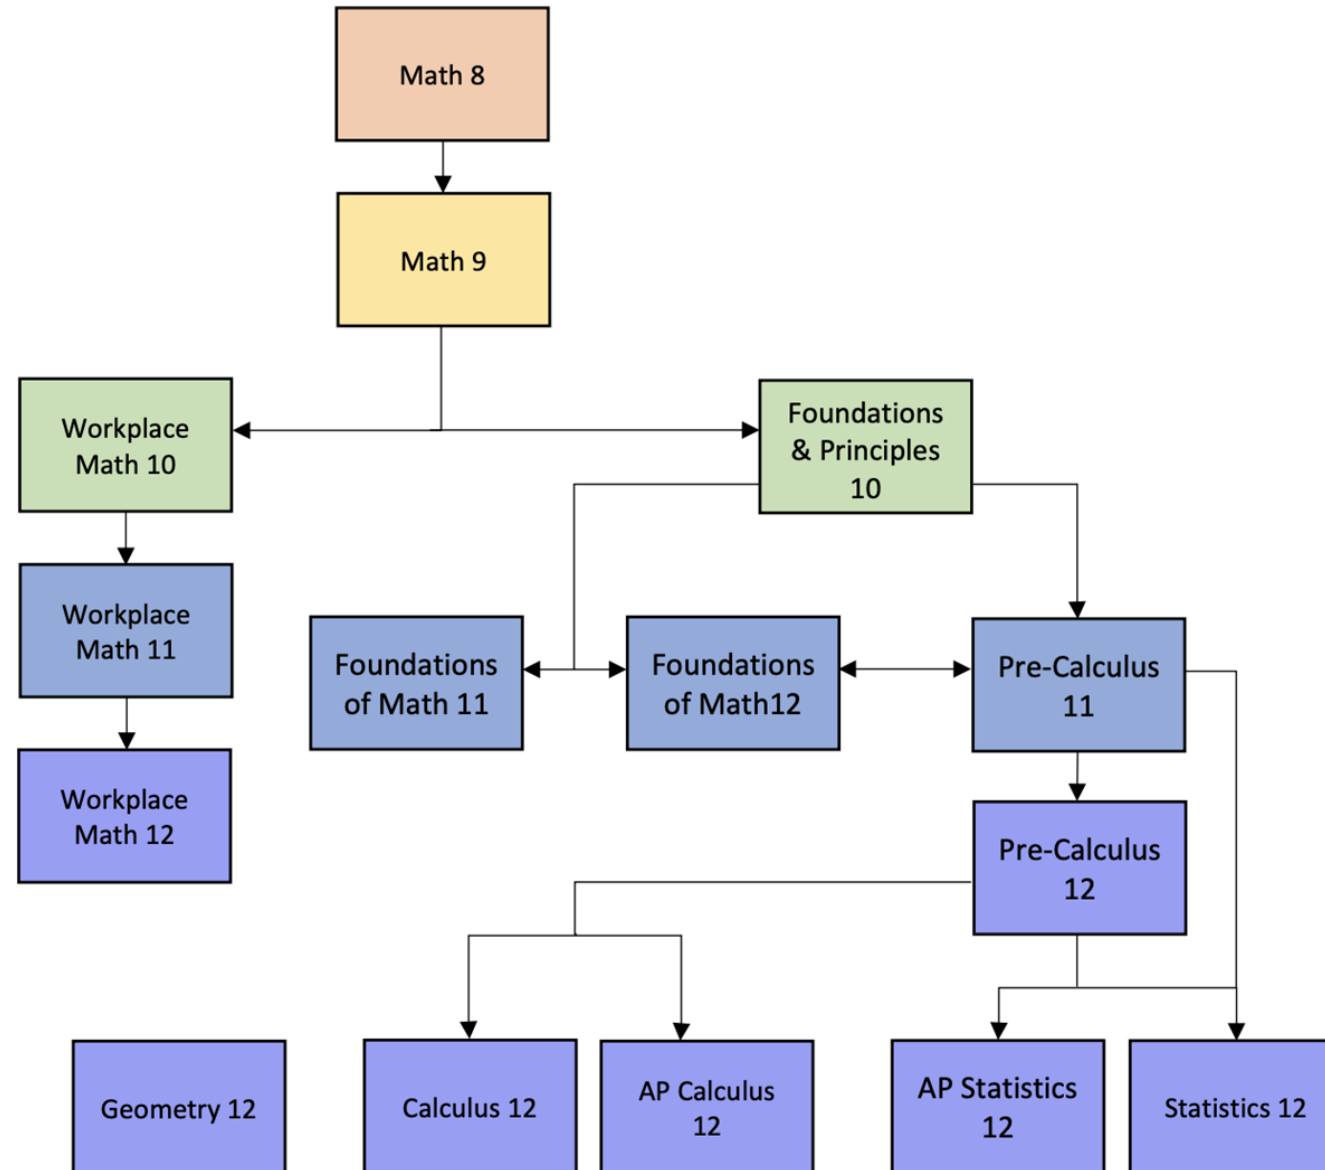 Math 8
Math 9
Workplace
Math 10
Foundations
& Principles
10
Workplace
Math 11
Foundations
of Math 11
Foundations
of Math12
Pre-Calculus
11
Workplace
Math 12
Pre-Calculus
12
Geometry 12
Calculus 12
AP Calculus
12
AP Statistics
12
Statistics 12